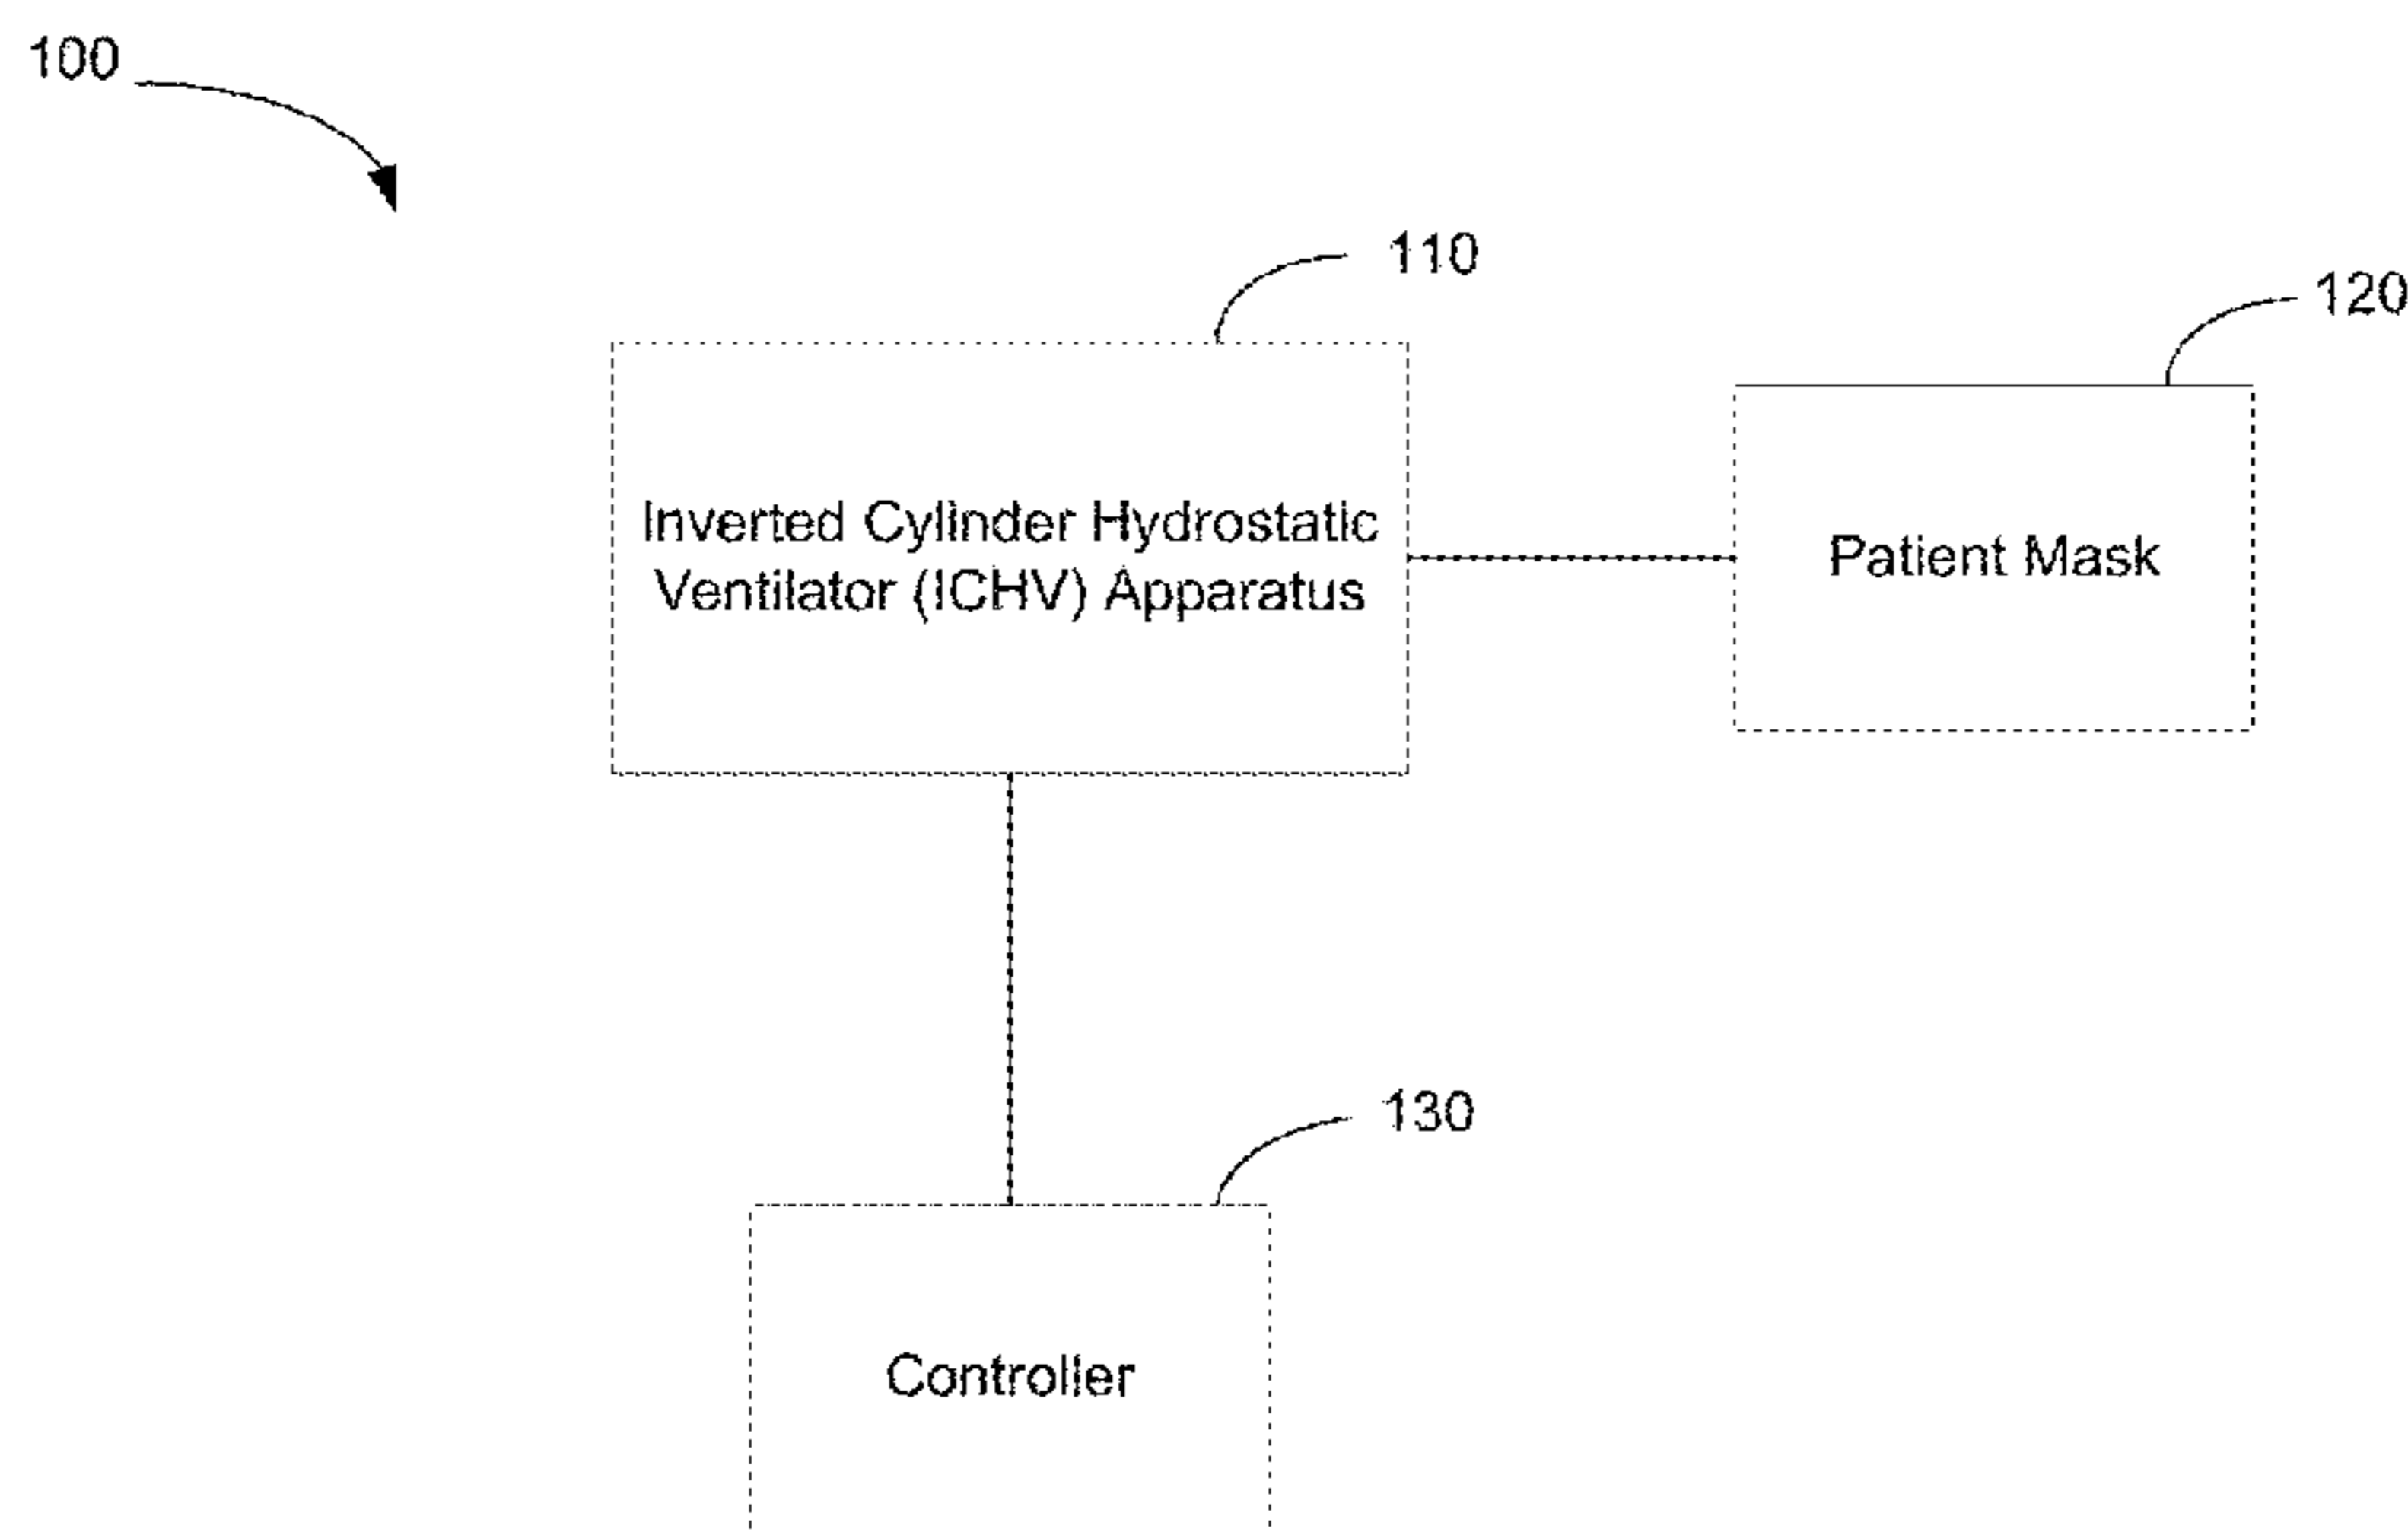 100
110
120
Inverted Cylinder Hydrostatic
Ventilator (ICHV) Apparatus
Patient Mask
130
Controller